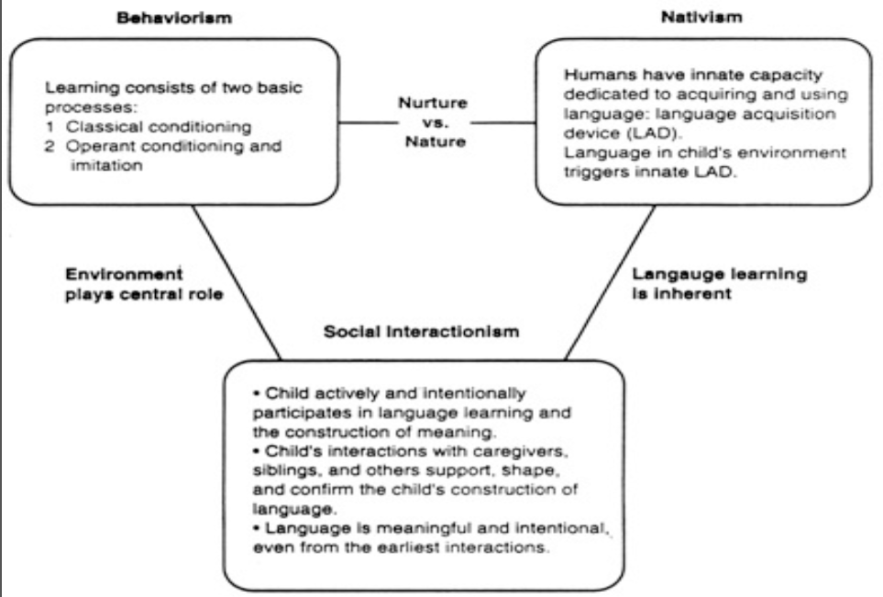 Behaviorism
Learning consists of two basic
processes:
1 Classical conditioning
2 Operant conditioning and
imitation
Nurture
vs.
Nature
Nativism
Humans have innate capacity
dedicated to acquiring and using
language: language acquisition
device (LAD).
Language in child's environment
triggers innate LAD.
Environment
plays central role
Langauge learning
is inherent
Social Interactionism
• Child actively and intentionally
participates in language learning and
the construction of meaning.
• Child's interactions with caregivers,
siblings, and others support, shape,
and confirm the child's construction of
language.
• Language is meaningful and intentional,
even from the earliest interactions.